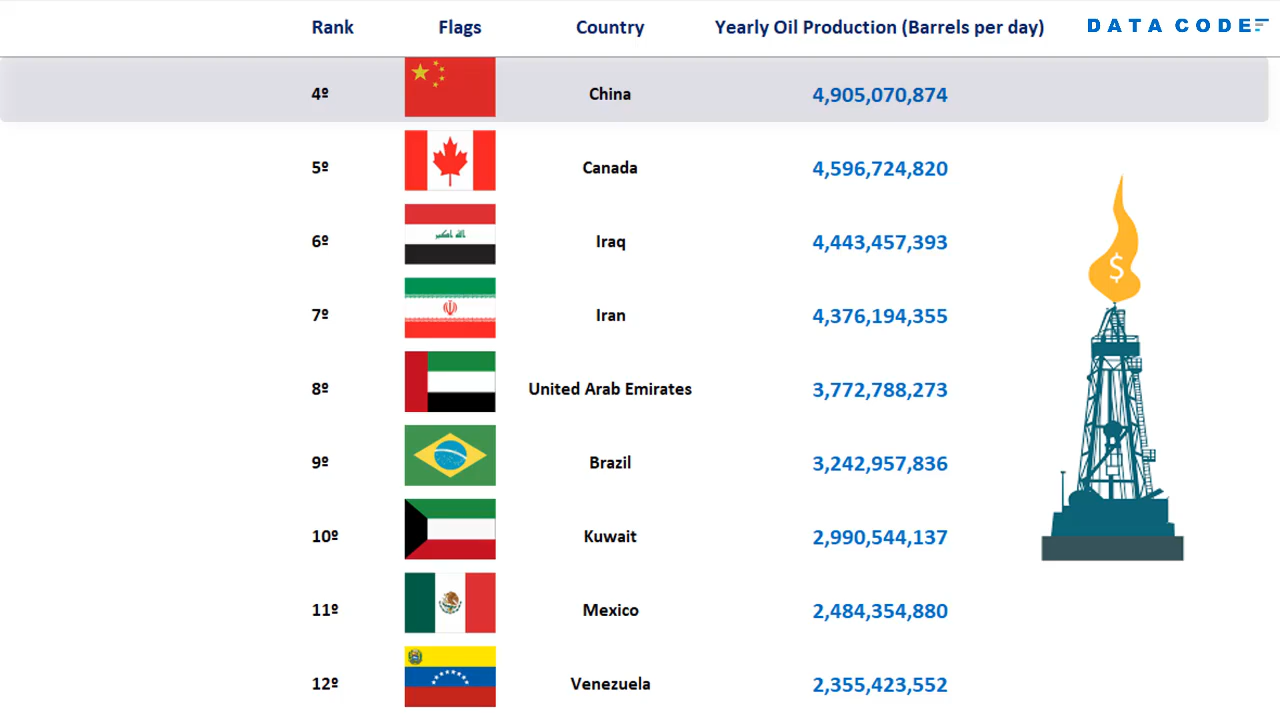 Rank Flags Country Yearly Oil Production (Barrels per day) DATA CODE
4º China 4,905,070,874
5º Canada 4,596,724,820
6º Iraq 4,443,457,393
7º Iran 4,376,194,355
8º United Arab Emirates 3,772,788,273
9º Brazil 3,242,957,836
10º Kuwait 2,990,544,137
11º Mexico 2,484,354,880
12º Venezuela 2,355,423,552
$